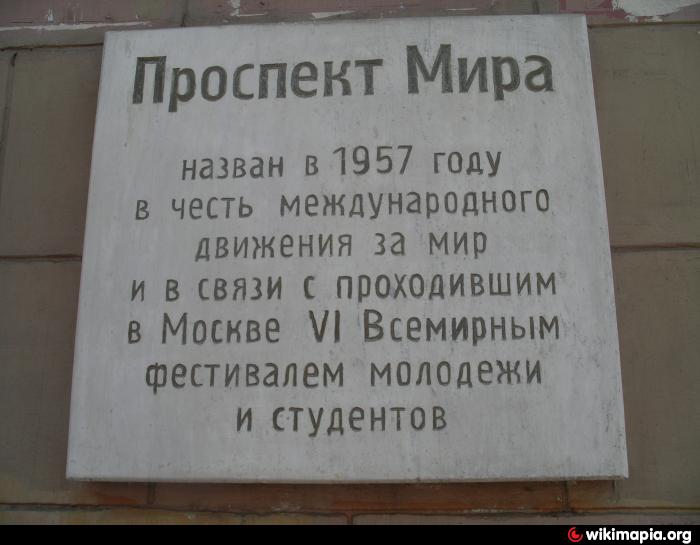 Проспект Мира
назван в 1957 году
в честь международного
движения за мир
и в связи с проходившим
в Москве VI Всемирным
фестивалем молодежи
и студентов
wikimapia.org